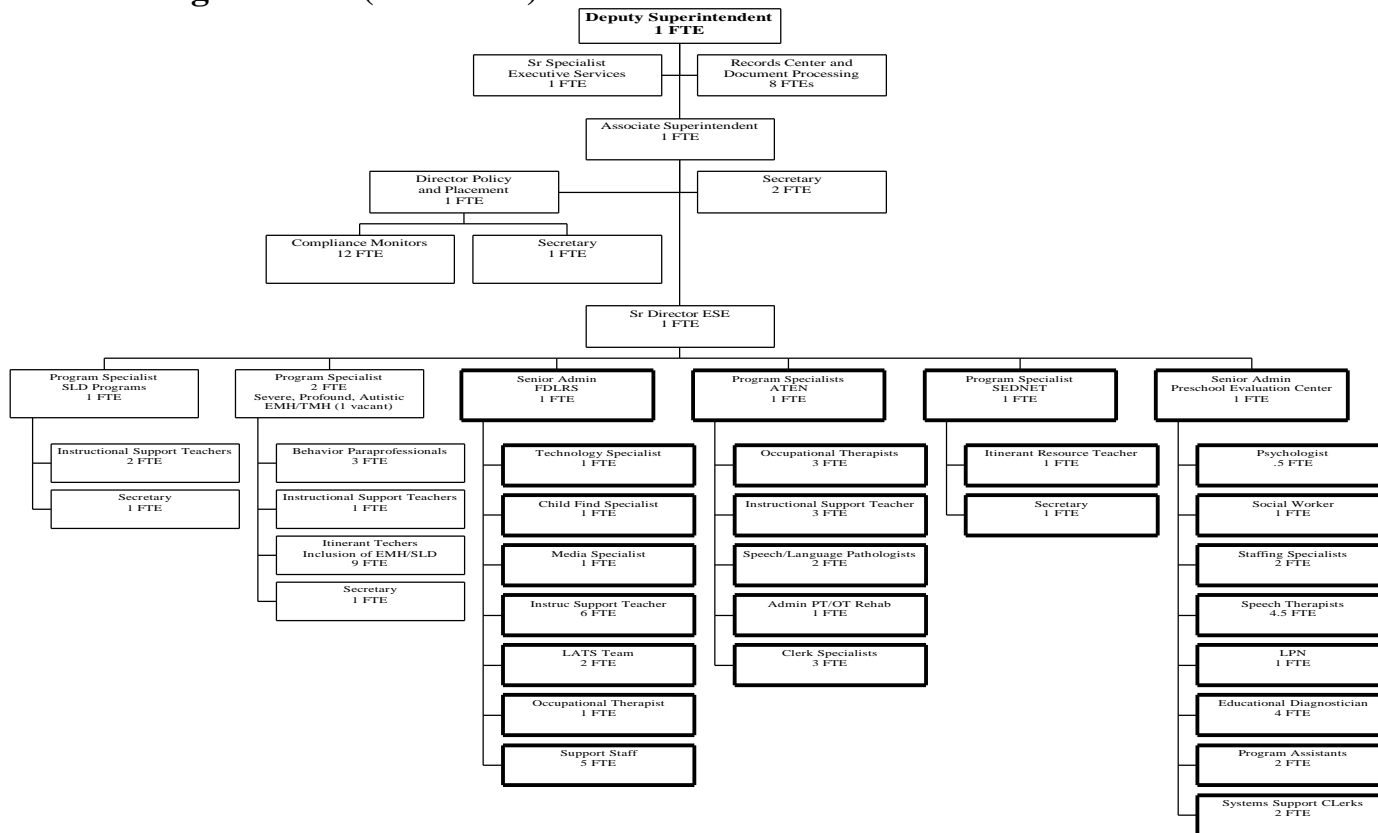 Deputy Superintendent
1 FTE
Sr Specialist
Executive Services
1 FTE
Records Center and
Document Processing
8 FTEs
Associate Superintendent
1 FTE
Director Policy
and Placement
1 FTE
Secretary
2 FTE
Compliance Monitors
12 FTE
Secretary
1 FTE
Sr Director ESE
1 FTE
Program Specialist
SLD Programs
1 FTE
Program Specialist
2 FTE
Severe, Profound, Autistic
EMH/TMH (1 vacant)
Senior Admin
FDLRS
1 FTE
Program Specialists
ATEN
1 FTE
Program Specialist
SEDNET
1 FTE
Senior Admin
Preschool Evaluation Center
1 FTE
Instructional Support Teachers
2 FTE
Secretary
1 FTE
Behavior Paraprofessionals
3 FTE
Instructional Support Teachers
1 FTE
Itinerant Techers
Inclusion of EMH/SLD
9 FTE
Secretary
1 FTE
Technology Specialist
1 FTE
Child Find Specialist
1 FTE
Media Specialist
1 FTE
Instruc Support Teacher
6 FTE
LATS Team
2 FTE
Occupational Therapist
1 FTE
Support Staff
5 FTE
Occupational Therapists
3 FTE
Instructional Support Teacher
3 FTE
Speech/Language Pathologists
2 FTE
Admin PT/OT Rehab
1 FTE
Clerk Specialists
3 FTE
Itinerant Resource Teacher
1 FTE
Secretary
1 FTE
Psychologist
.5 FTE
Social Worker
1 FTE
Staffing Specialists
2 FTE
Speech Therapists
4.5 FTE
LPN
1 FTE
Educational Diagnostician
4 FTE
Program Assistants
2 FTE
Systems Support CLerks
2 FTE